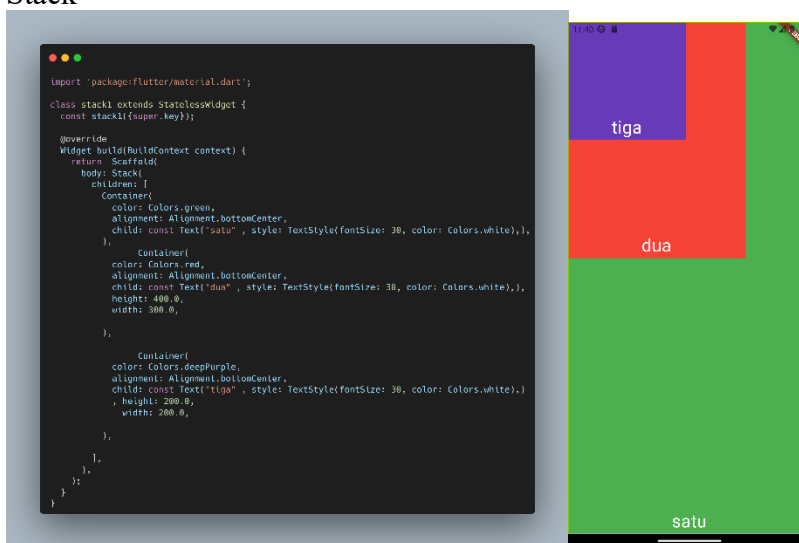 Stack
import 'package:flutter/material.dart';
class stack1 extends StatelessWidget {
const stack1({super.key});
@override
Widget build(BuildContext context) {
return Scaffold(
body: Stack(
children: [
Container(
color: Colors.green,
alignment: Alignment.bottomCenter,
child: const Text("satu" , style: TextStyle(fontSize: 30, color: Colors.white),),
),
Container(
color: Colors.red,
alignment: Alignment.bottomCenter,
child: const Text("dua" , style: TextStyle(fontSize: 30, color: Colors.white),),
height: 400.0,
width: 300.0,
),
Container(
color: Colors.deepPurple,
alignment: Alignment.bottomCenter,
child: const Text("tiga" , style: TextStyle(fontSize: 30, color: Colors.white),)
, height: 200.0,
width: 200.0,
),
],
),
);
}
}
11:40
tiga
dua
satu